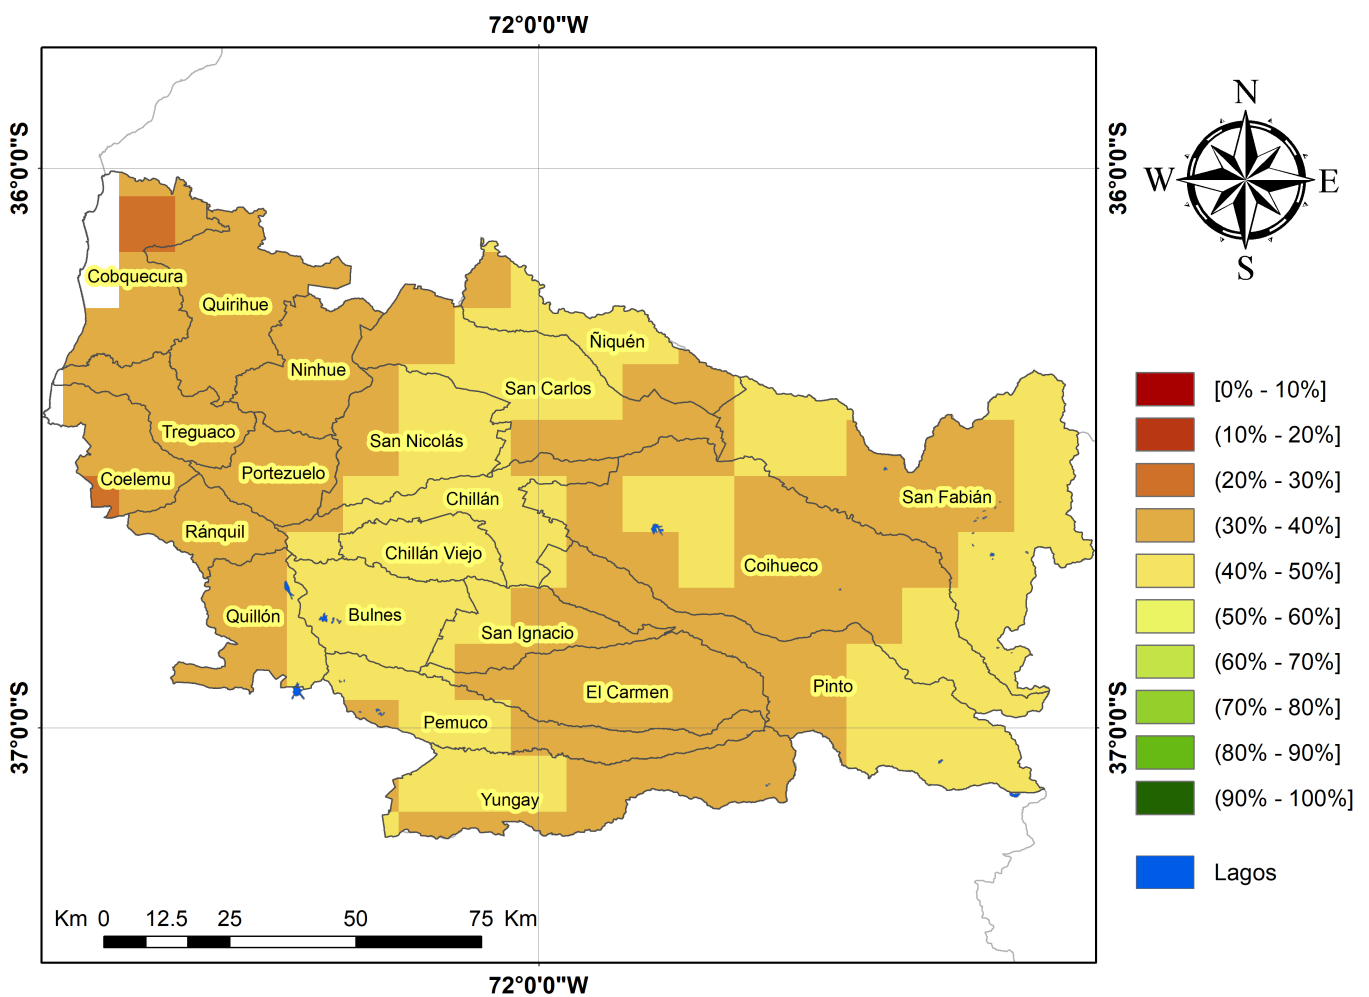 72°0'0"W
36°0'0"S
36°0'0"S
N
W
E
S
Cobquecura
Quirihue
Ñiquén
Ninhue
San Carlos
Treguaco
San Nicolás
Portezuelo
Coelemu
Chillán
San Fabián
Ránquil
Chillán Viejo
Coihueco
Quillón
Bulnes
San Ignacio
El Carmen
Pinto
Pemuco
Yungay
37°0'0"S
37°0'0"S
[0% - 10%]
(10% - 20%]
(20% - 30%]
(30% - 40%]
(40% - 50%]
(50% - 60%]
(60% - 70%]
(70% - 80%]
(80% - 90%]
(90% - 100%]
Lagos
Km 0 12.5 25 50 75 Km
72°0'0"W